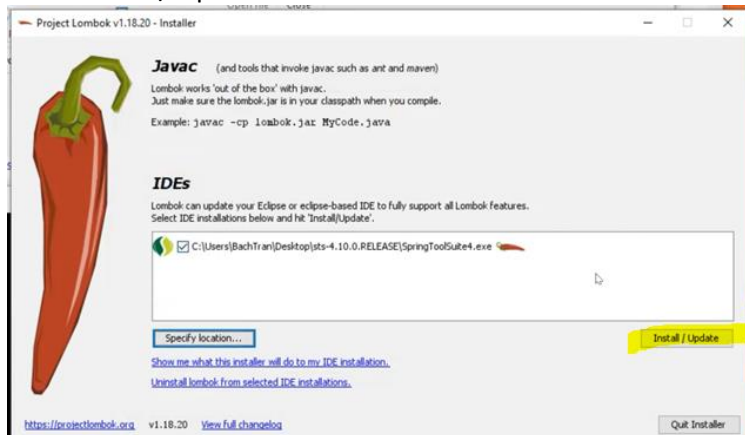 Close
Project Lombok v1.18.20 - Installer
Javac (and tools that invoke javac such as ant and maven)
Lombok works 'out of the box' with javac.
Just make sure the lombok.jar is in your classpath when you compile.
Example: javac -cp lombok.jar MyCode.java
IDEs
Lombok can update your Eclipse or eclipse-based IDE to fully support all Lombok features.
Select IDE installations below and hit 'Install/Update'.
C:\Users\BachTran\Desktop\sts-4.10.0.RELEASE\SpringToolSuite4.exe
Specify location...
Install / Update
Show me what this installer will do to my IDE installation.
Uninstall lombok from selected IDE installations.
https://projectlombok.org v1.18.20 View full changelog
Quit Installer